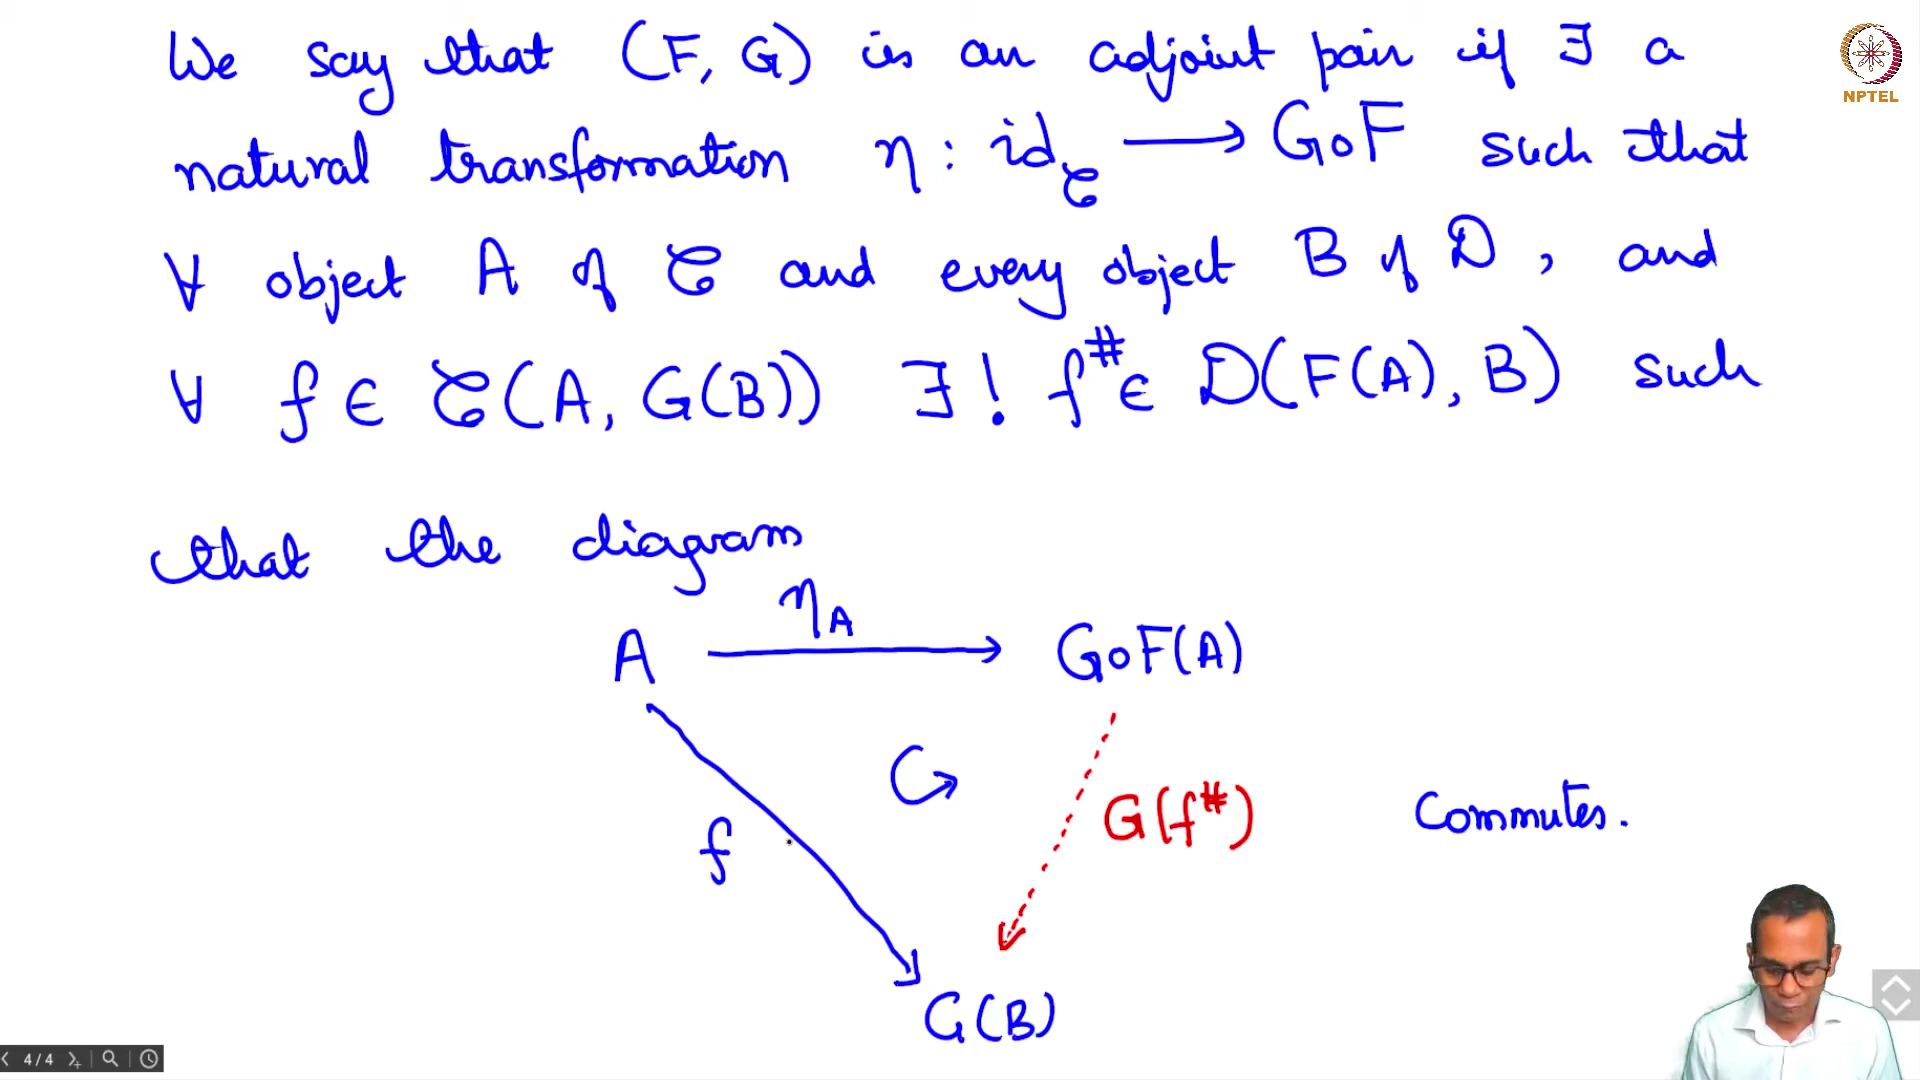 We say that (F, G) is an adjoint pair if ∃ a
NPTEL
natural transformation η : id_𝒞 ⟶ G∘F such that
∀ object A of 𝒞 and every object B of 𝒟, and
∀ f ∈ 𝒞(A, G(B)) ∃! f^# ∈ 𝒟(F(A), B) such
that the diagram
η_A
A G∘F(A)
f G(f^#) Commutes.
G(B)
4/4